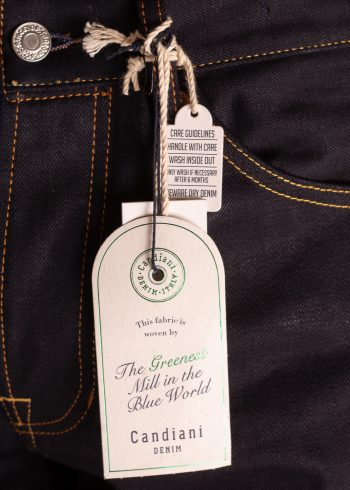 CARE GUIDELINES
HANDLE WITH CARE
WASH INSIDE OUT
ONLY WASH IF NECESSARY
AFTER 6 MONTHS
BEWARE DRY DENIM
Candiani
DENIM · ITALY
This fabric is
woven by
The Greenest
Mill in the
Blue World
Candiani
DENIM